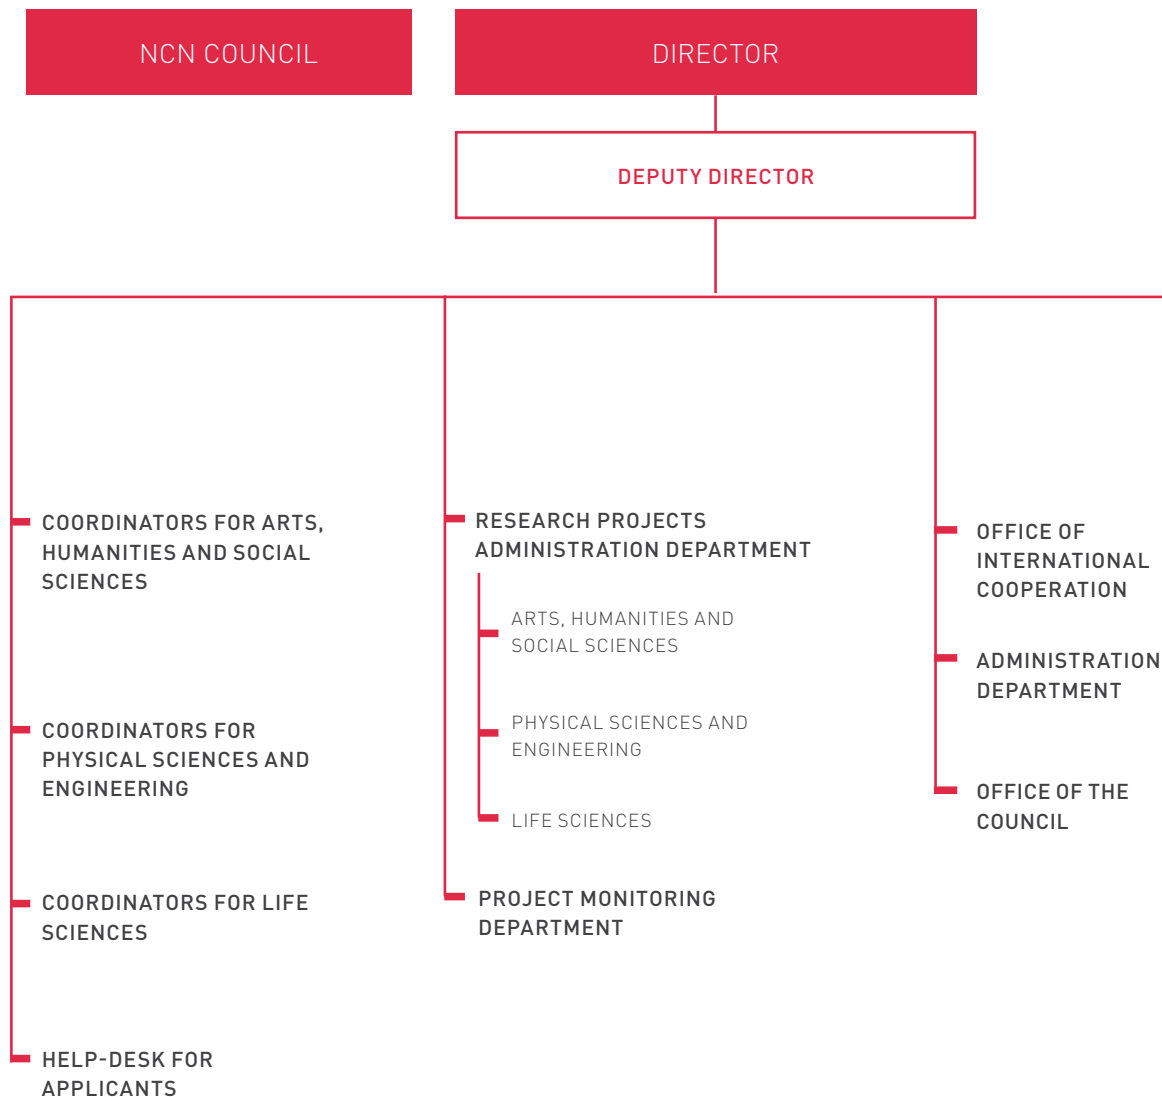 NCN COUNCIL
DIRECTOR
DEPUTY DIRECTOR
COORDINATORS FOR ARTS,
HUMANITIES AND SOCIAL
SCIENCES
COORDINATORS FOR
PHYSICAL SCIENCES AND
ENGINEERING
COORDINATORS FOR LIFE
SCIENCES
HELP-DESK FOR
APPLICANTS
RESEARCH PROJECTS
ADMINISTRATION DEPARTMENT
ARTS, HUMANITIES AND
SOCIAL SCIENCES
PHYSICAL SCIENCES AND
ENGINEERING
LIFE SCIENCES
PROJECT MONITORING
DEPARTMENT
OFFICE OF
INTERNATIONAL
COOPERATION
ADMINISTRATION
DEPARTMENT
OFFICE OF THE
COUNCIL